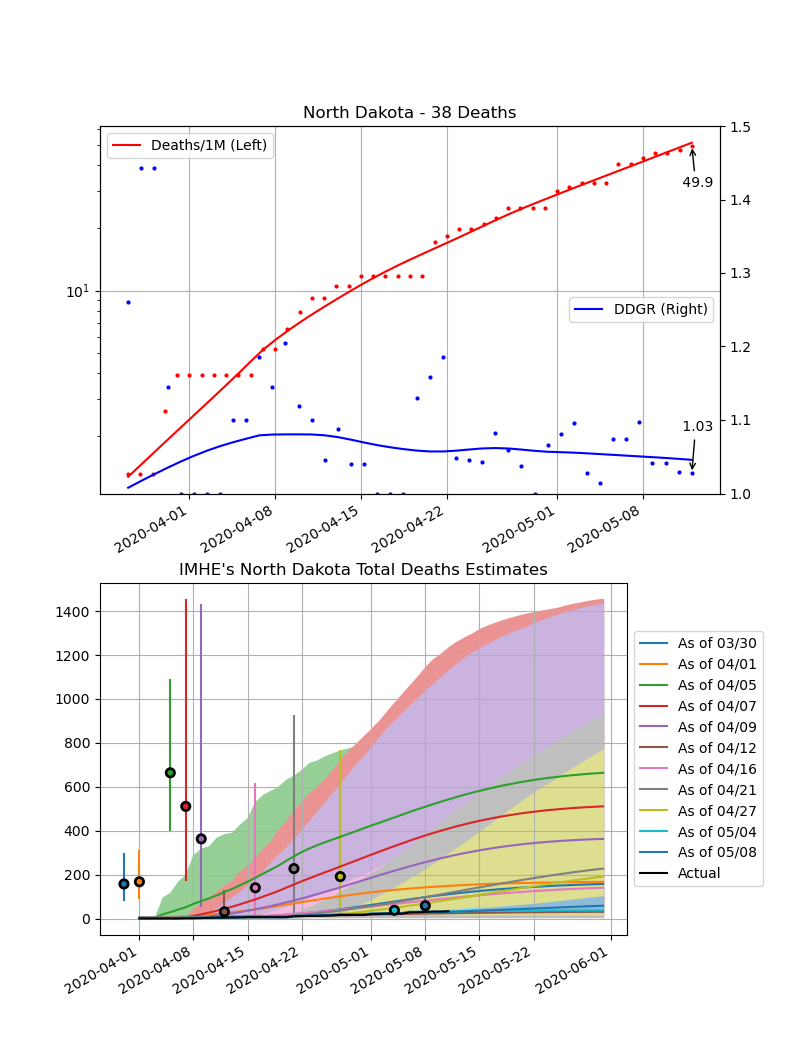 North Dakota - 38 Deaths
Deaths/1M (Left)
DDGR (Right)
49.9
1.03
10^1
1.5
1.4
1.3
1.2
1.1
1.0
2020-04-01
2020-04-08
2020-04-15
2020-04-22
2020-05-01
2020-05-08
IMHE's North Dakota Total Deaths Estimates
1400
1200
1000
800
600
400
200
0
2020-04-01
2020-04-08
2020-04-15
2020-04-22
2020-05-01
2020-05-08
2020-05-15
2020-05-22
2020-06-01
As of 03/30
As of 04/01
As of 04/05
As of 04/07
As of 04/09
As of 04/12
As of 04/16
As of 04/21
As of 04/27
As of 05/04
As of 05/08
Actual